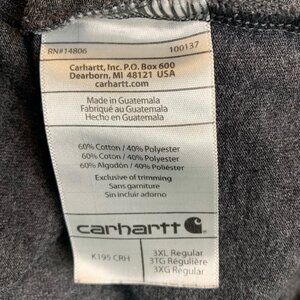 RN#14806 100137
Carhartt, Inc. P.O. Box 600
Dearborn, MI 48121 USA
carhartt.com
Made in Guatemala
Fabriqué au Guatemala
Hecho en Guatemala
60% Cotton / 40% Polyester
60% Coton / 40% Polyester
60% Algodón / 40% Poliéster
Exclusive of trimming
Sans garniture
Sin incluir adorno
carhartt
K195 CRH
3XL Regular
3TG Régulière
3XG Regular